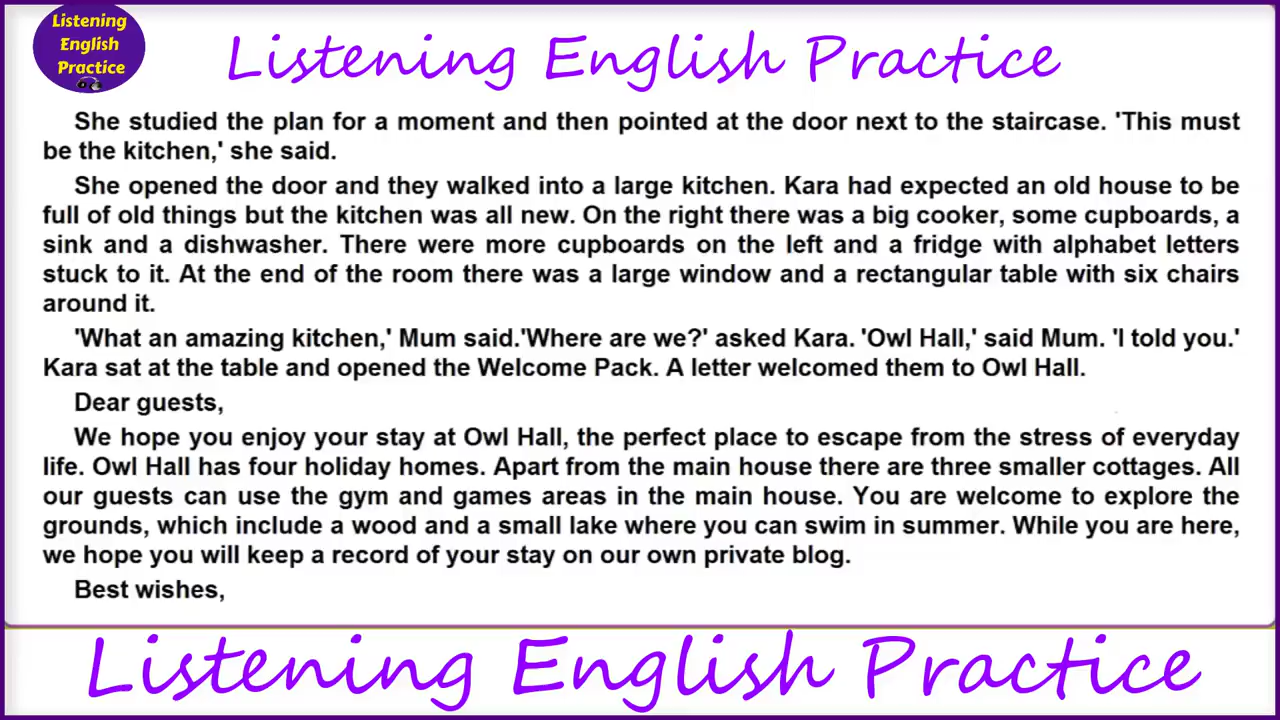 Listening
English
Practice
Listening English Practice
She studied the plan for a moment and then pointed at the door next to the staircase. 'This must
be the kitchen,' she said.
She opened the door and they walked into a large kitchen. Kara had expected an old house to be
full of old things but the kitchen was all new. On the right there was a big cooker, some cupboards, a
sink and a dishwasher. There were more cupboards on the left and a fridge with alphabet letters
stuck to it. At the end of the room there was a large window and a rectangular table with six chairs
around it.
'What an amazing kitchen,' Mum said.'Where are we?' asked Kara. 'Owl Hall,' said Mum. 'I told you.'
Kara sat at the table and opened the Welcome Pack. A letter welcomed them to Owl Hall.
Dear guests,
We hope you enjoy your stay at Owl Hall, the perfect place to escape from the stress of everyday
life. Owl Hall has four holiday homes. Apart from the main house there are three smaller cottages. All
our guests can use the gym and games areas in the main house. You are welcome to explore the
grounds, which include a wood and a small lake where you can swim in summer. While you are here,
we hope you will keep a record of your stay on our own private blog.
Best wishes,
Listening English Practice